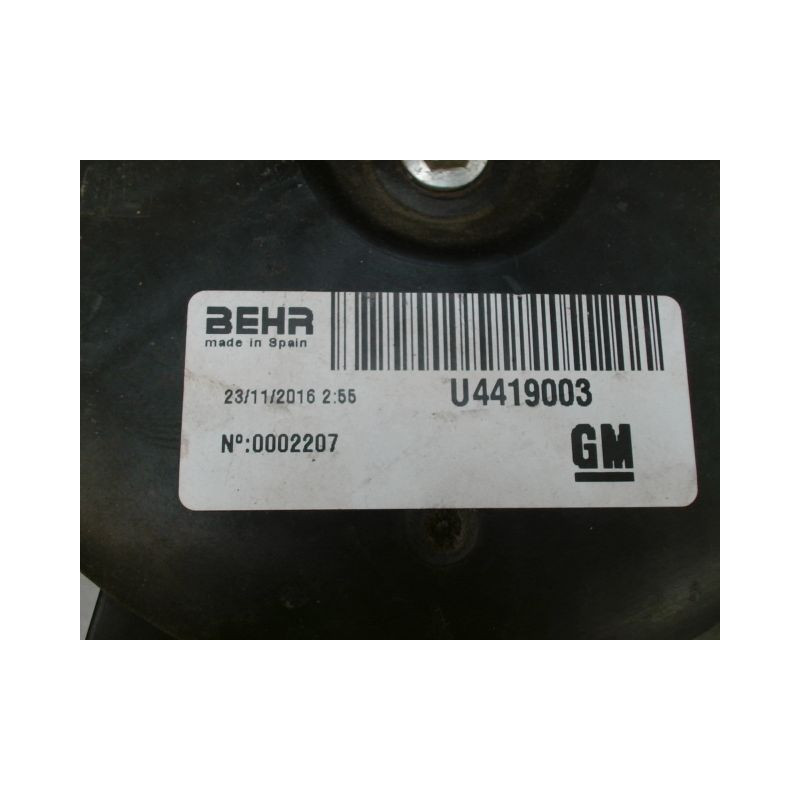 BEHR
made in Spain
23/11/2016 2:55
U4419003
Nº:0002207
GM